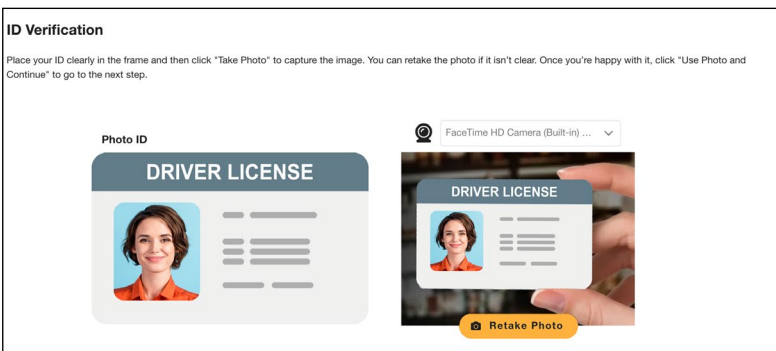 ID Verification
Place your ID clearly in the frame and then click "Take Photo" to capture the image. You can retake the photo if it isn't clear. Once you're happy with it, click "Use Photo and
Continue" to go to the next step.
Photo ID
FaceTime HD Camera (Built-in) ...
DRIVER LICENSE
DRIVER LICENSE
Retake Photo